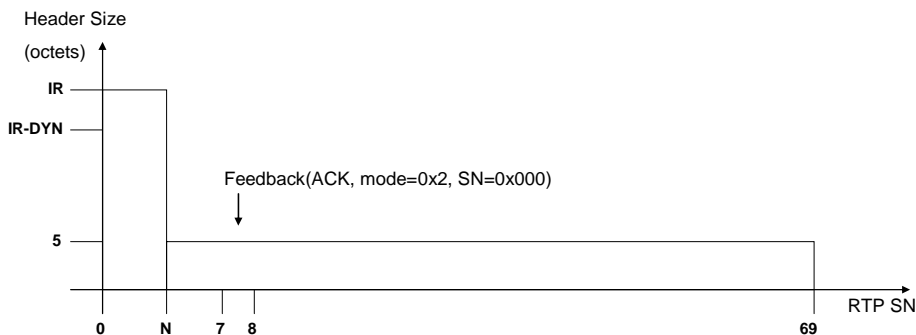 Header Size
(octets)
IR
IR-DYN
Feedback(ACK, mode=0x2, SN=0x000)
5
RTP SN
0 N 7 8 69